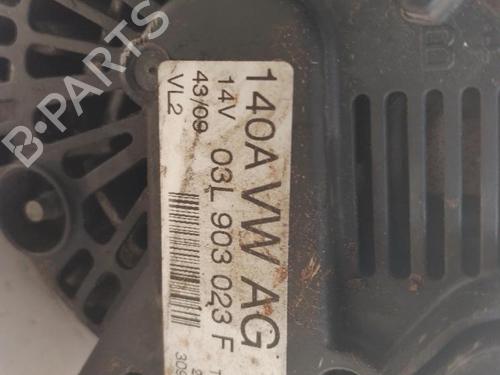 140A VW AG
14V 03L 903 023 F
43/09
VL2
B+
B-PARTS